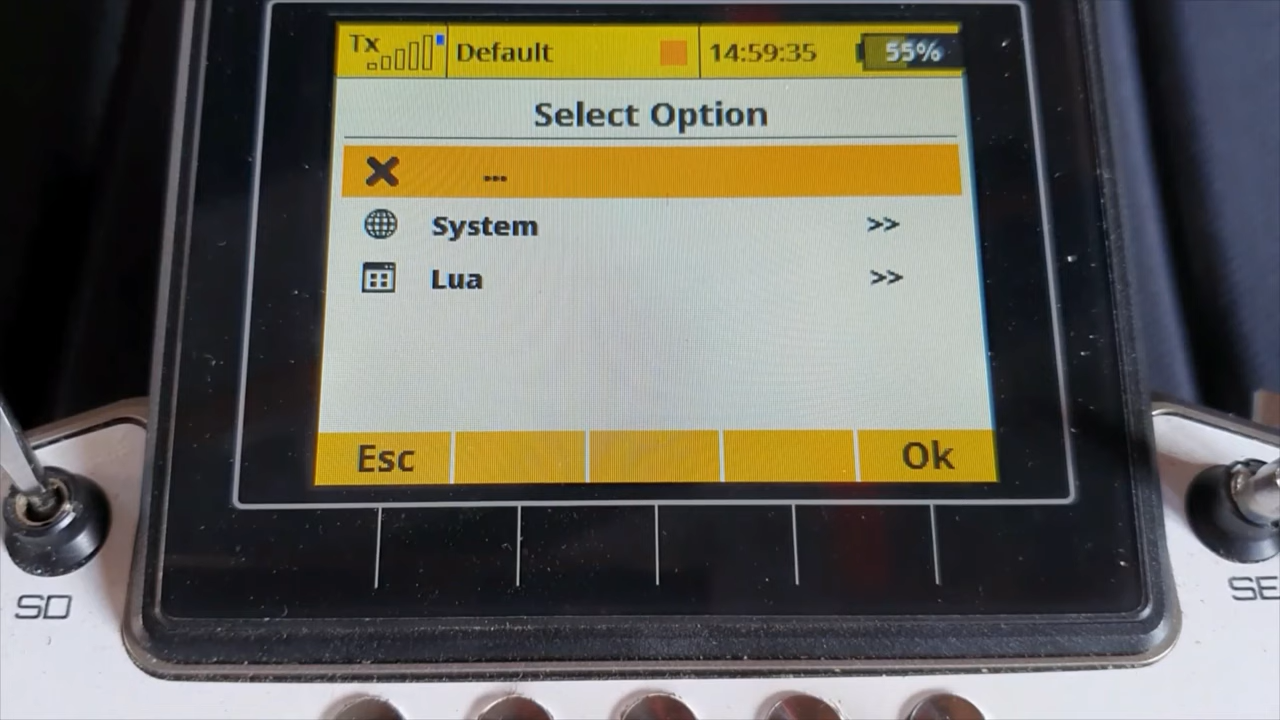 Tx Default 14:59:35 55%
Select Option
...
System >>
Lua >>
Esc Ok
SD SE